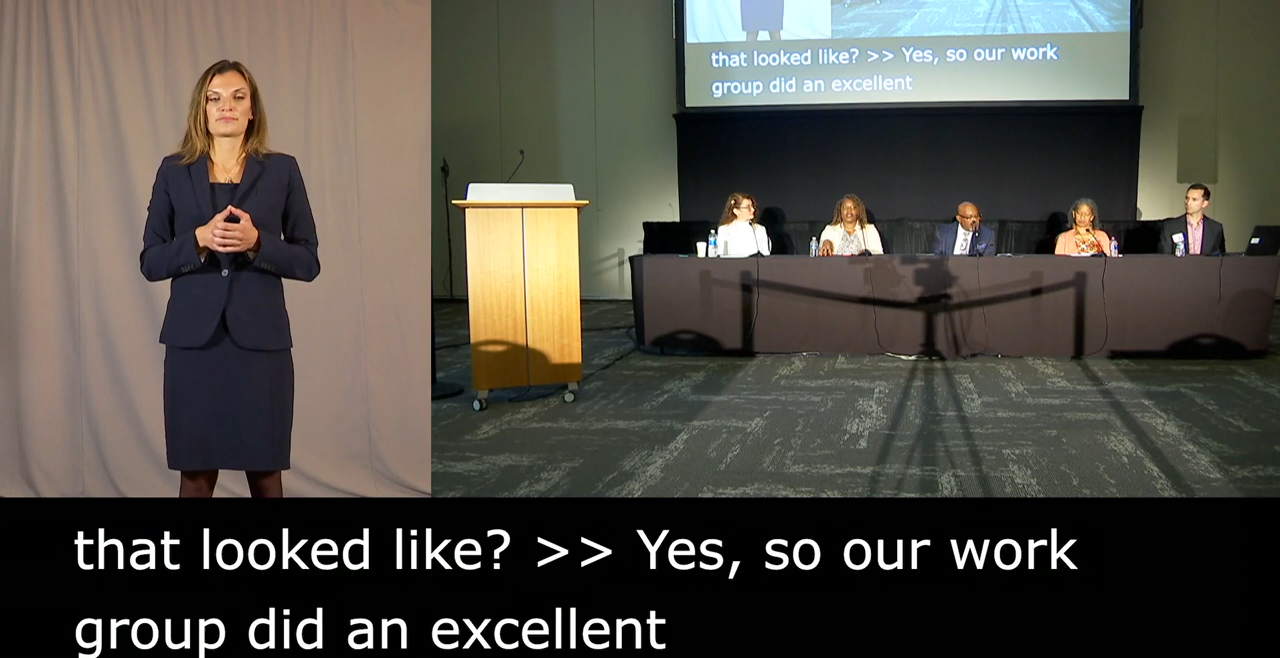 that looked like? >> Yes, so our work
group did an excellent
that looked like? >> Yes, so our work
group did an excellent